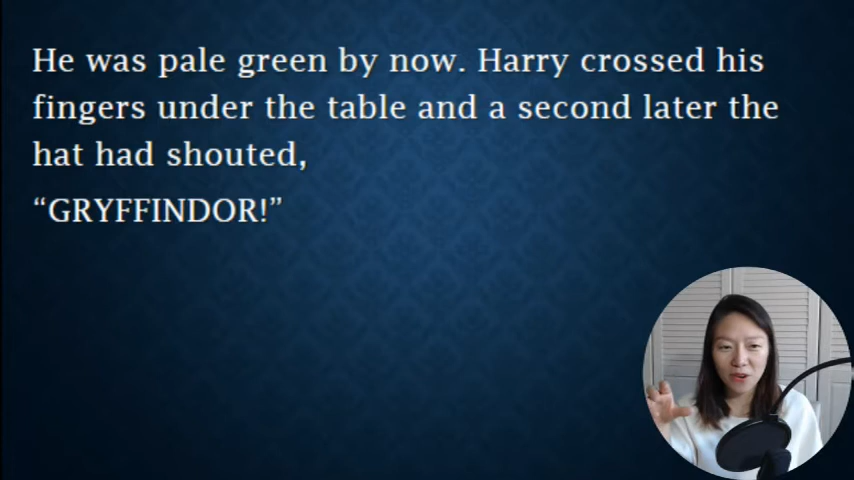 He was pale green by now. Harry crossed his
fingers under the table and a second later the
hat had shouted,
“GRYFFINDOR!”